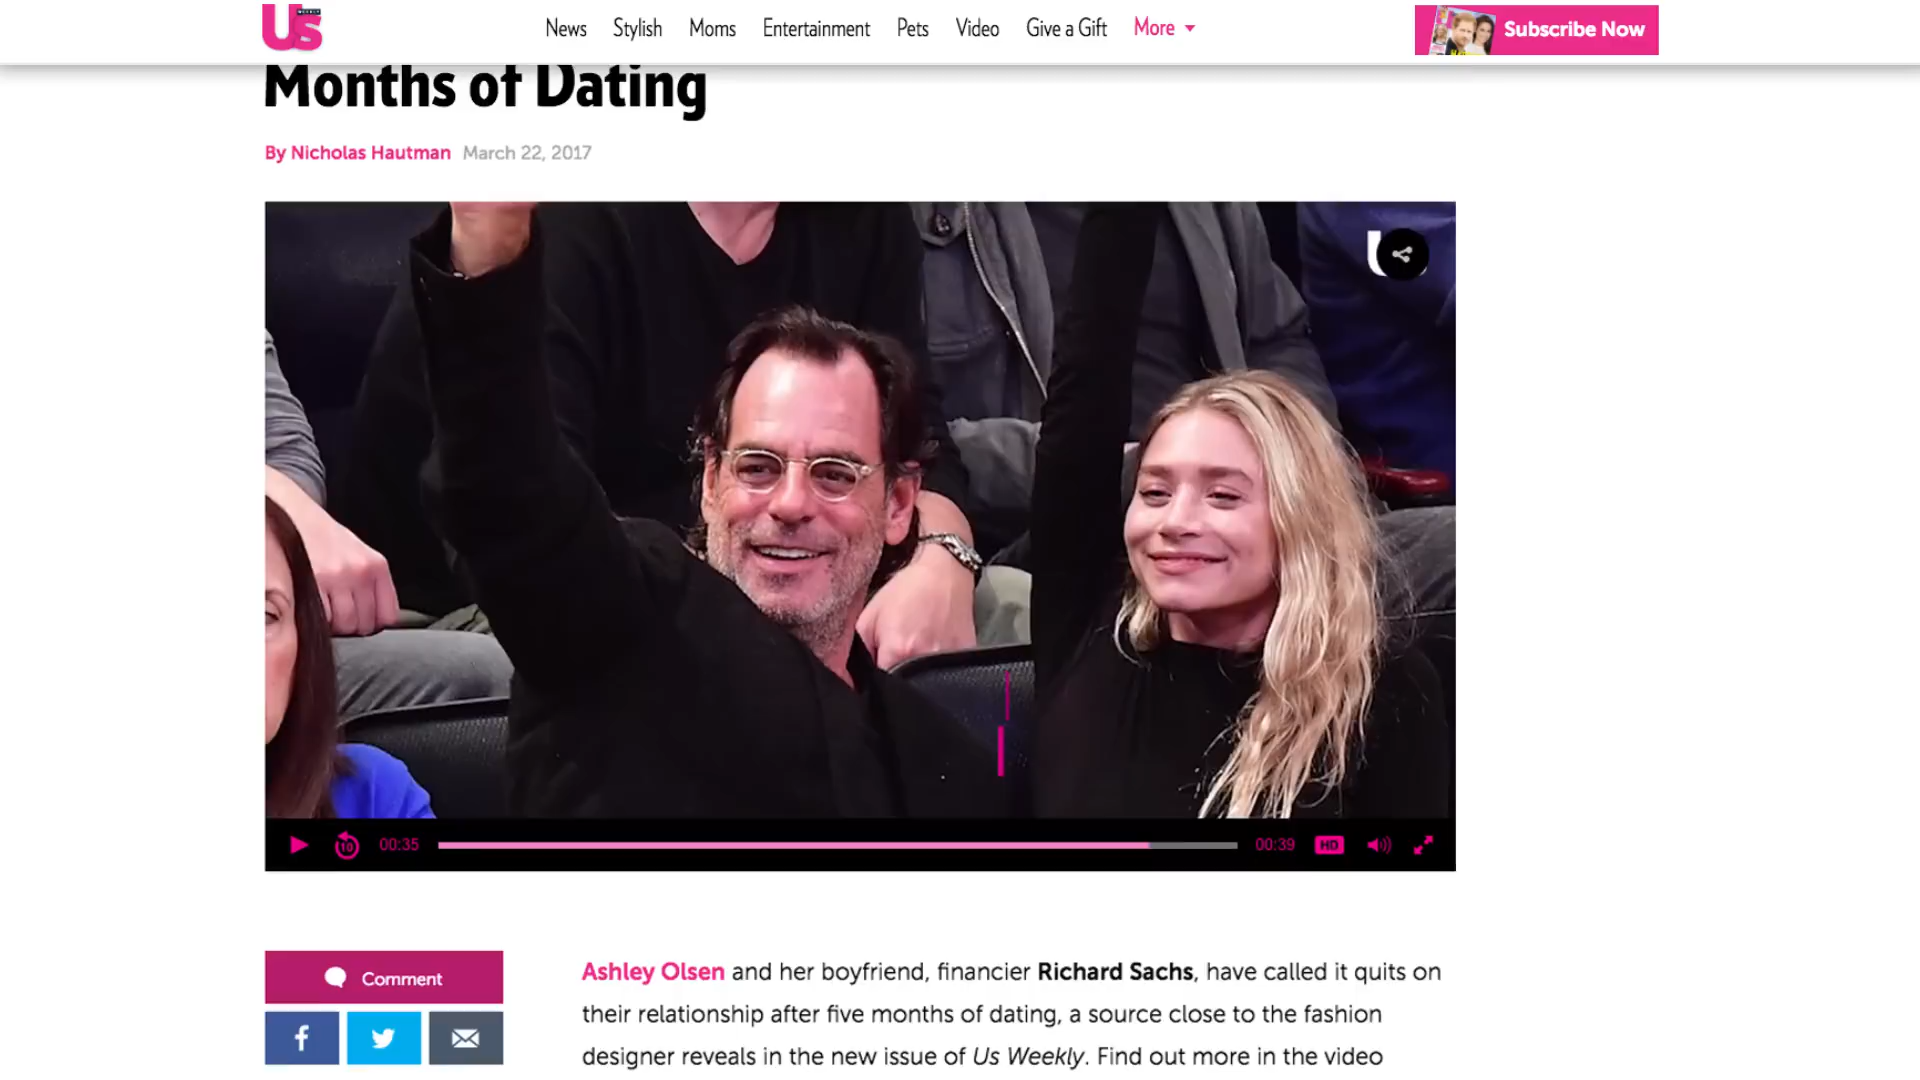 Us
WEEKLY
News Stylish Moms Entertainment Pets Video Give a Gift More
Subscribe Now
Months of Dating
By Nicholas Hautman March 22, 2017
10
00:35
00:39
HD
Comment
Ashley Olsen and her boyfriend, financier Richard Sachs, have called it quits on
their relationship after five months of dating, a source close to the fashion
designer reveals in the new issue of Us Weekly. Find out more in the video